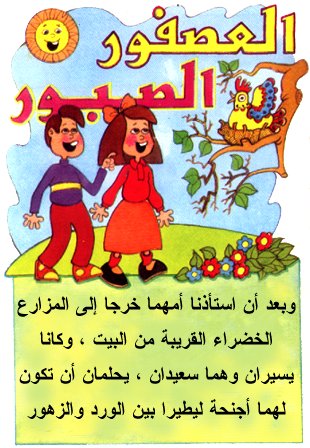 العصفور
الصبور
وبعد أن استأذنا أمهما خرجا إلى المزارع
الخضراء القريبة من البيت ، وكانا
يسيران وهما سعيدان ، يحلمان أن تكون
لهما أجنحة ليطيرا بين الورد والزهور